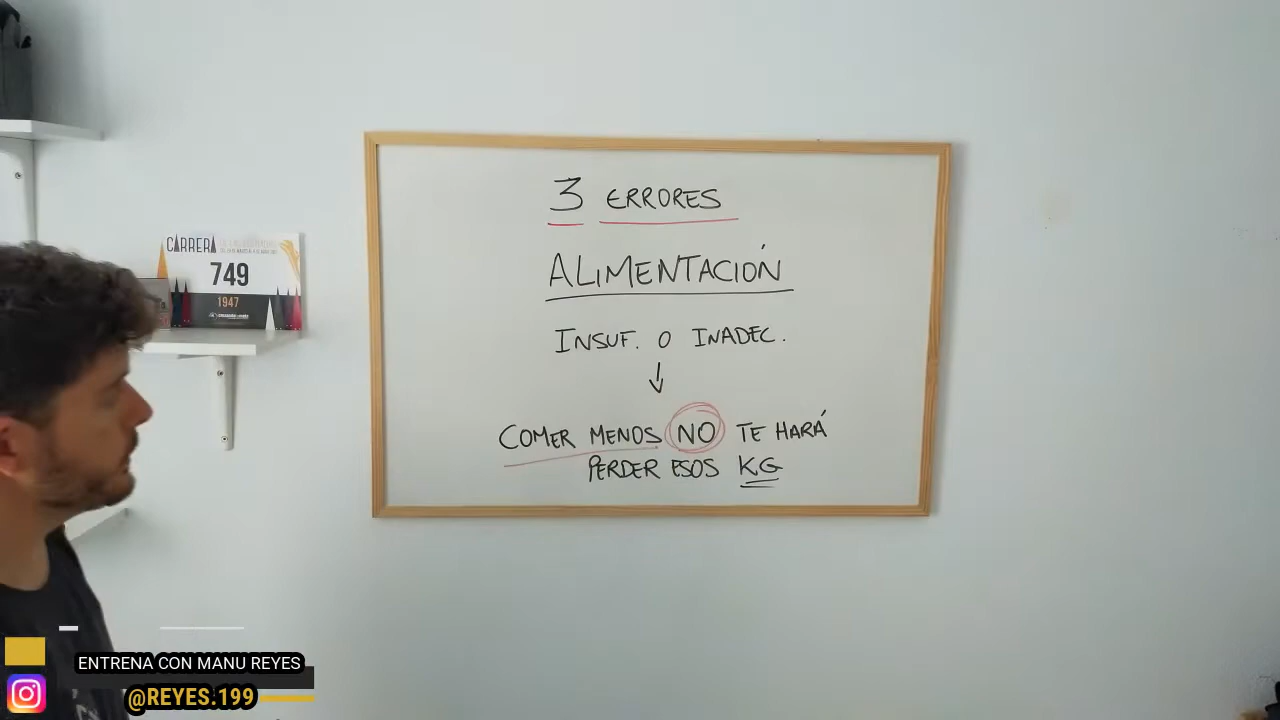 3 ERRORES
ALIMENTACIÓN
INSUF. O INADEC.
↓
COMER MENOS NO TE HARÁ
PERDER ESOS KG
CARRERA
749
1947
ENTRENA CON MANU REYES
@REYES.199